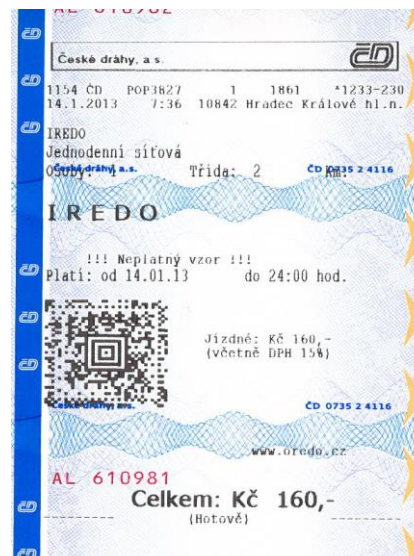 České dráhy, a.s.
ČD
1154 ČD POP3827 1 1861 *1233-230
14.1.2013 7:36 10842 Hradec Králové hl.n.
IREDO
Jednodenní síťová
Osoby: Třída: 2 Km:
České dráhy, a.s. ČD 0735 2 4116
IREDO
!!! Neplatný vzor !!!
Platí: od 14.01.13 do 24:00 hod.
Jízdné: Kč 160,-
(včetně DPH 15%)
České dráhy, a.s. ČD 0735 2 4116
www.oredo.cz
AL 610981
Celkem: Kč 160,-
(Hotově)